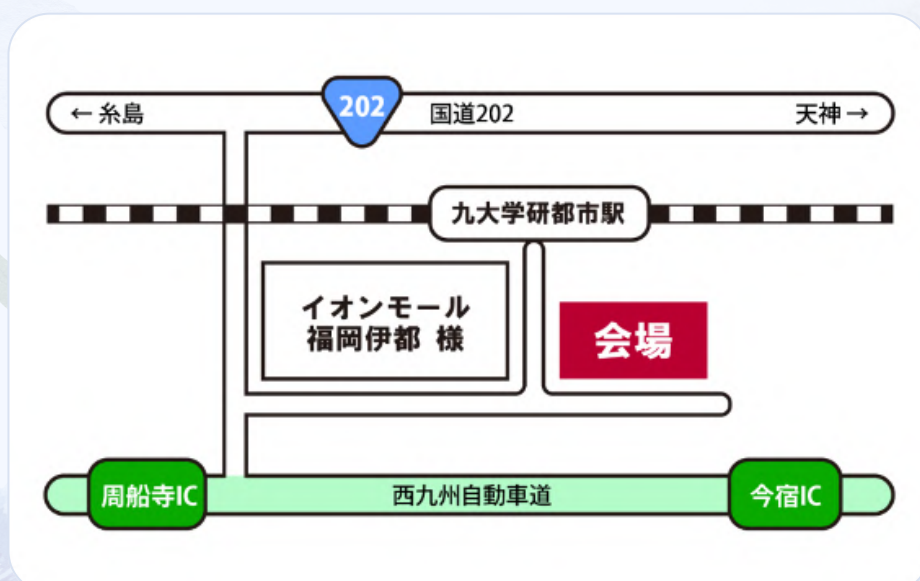 ← 糸島
202
国道202
天神 →
九大学研都市駅
イオンモール
福岡伊都 様
会場
周船寺IC
西九州自動車道
今宿IC